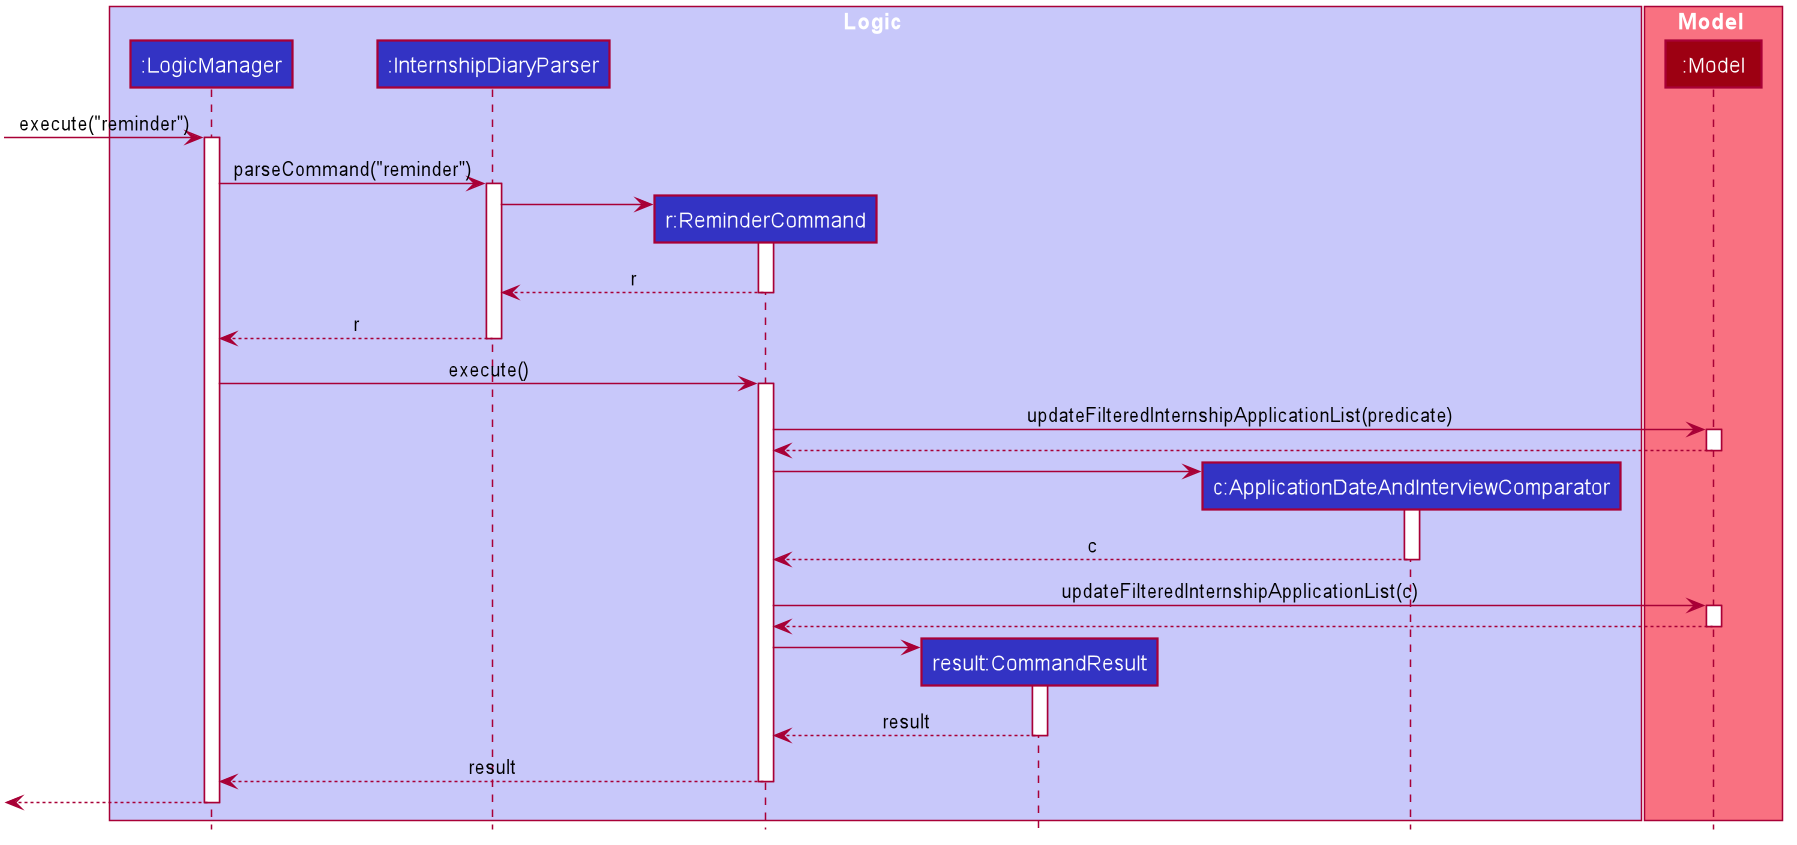 Logic
Model
:LogicManager
:InternshipDiaryParser
:Model
execute("reminder")
parseCommand("reminder")
r:ReminderCommand
r
r
execute()
updateFilteredInternshipApplicationList(predicate)
c:ApplicationDateAndInterviewComparator
c
updateFilteredInternshipApplicationList(c)
result:CommandResult
result
result